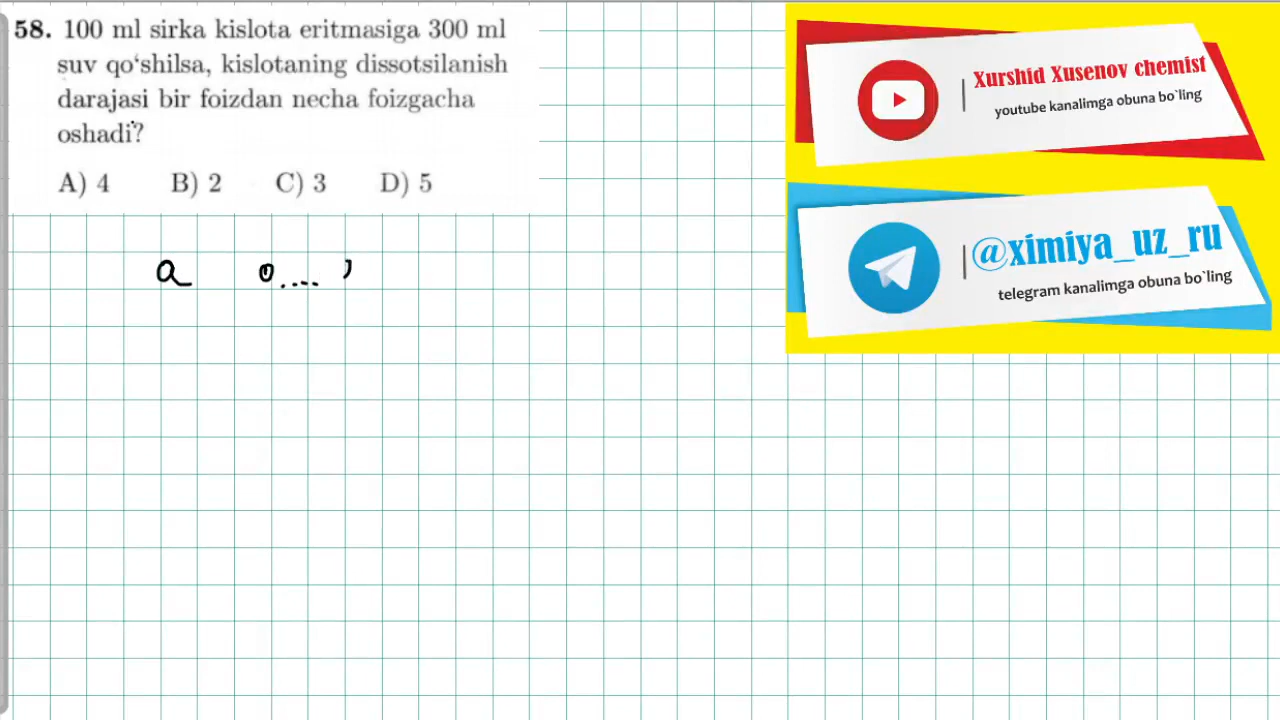 58. 100 ml sirka kislota eritmasiga 300 ml
suv qo‘shilsa, kislotaning dissotsilanish
darajasi bir foizdan necha foizgacha
oshadi?
A) 4 B) 2 C) 3 D) 5
a 0....
Xurshid Xusenov chemist
youtube kanalimga obuna bo`ling
@ximiya_uz_ru
telegram kanalimga obuna bo`ling